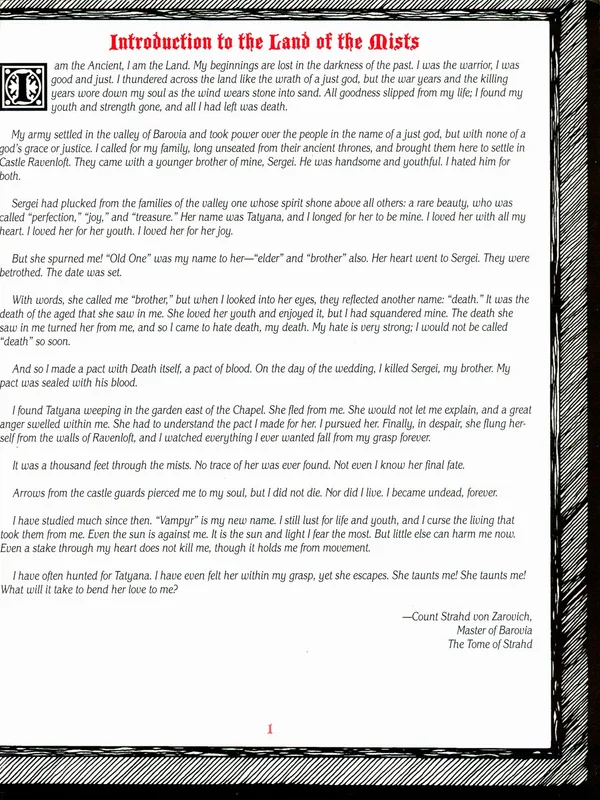 Introduction to the Land of the Mists
I am the Ancient, I am the Land. My beginnings are lost in the darkness of the past. I was the warrior, I was
good and just. I thundered across the land like the wrath of a just god, but the war years and the killing
years wore down my soul as the wind wears stone into sand. All goodness slipped from my life; I found my
youth and strength gone, and all I had left was death.
My army settled in the valley of Barovia and took power over the people in the name of a just god, but with none of a
god's grace or justice. I called for my family, long unseated from their ancient thrones, and brought them here to settle in
Castle Ravenloft. They came with a younger brother of mine, Sergei. He was handsome and youthful. I hated him for
both.
Sergei had plucked from the families of the valley one whose spirit shone above all others: a rare beauty, who was
called "perfection," "joy," and "treasure." Her name was Tatyana, and I longed for her to be mine. I loved her with all my
heart. I loved her for her youth. I loved her for her joy.
But she spurned me! "Old One" was my name to her—"elder" and "brother" also. Her heart went to Sergei. They were
betrothed. The date was set.
With words, she called me "brother," but when I looked into her eyes, they reflected another name: "death." It was the
death of the aged that she saw in me. She loved her youth and enjoyed it, but I had squandered mine. The death she
saw in me turned her from me, and so I came to hate death, my death. My hate is very strong; I would not be called
"death" so soon.
And so I made a pact with Death itself, a pact of blood. On the day of the wedding, I killed Sergei, my brother. My
pact was sealed with his blood.
I found Tatyana weeping in the garden east of the Chapel. She fled from me. She would not let me explain, and a great
anger swelled within me. She had to understand the pact I made for her. I pursued her. Finally, in despair, she flung her-
self from the walls of Ravenloft, and I watched everything I ever wanted fall from my grasp forever.
It was a thousand feet through the mists. No trace of her was ever found. Not even I know her final fate.
Arrows from the castle guards pierced me to my soul, but I did not die. Nor did I live. I became undead, forever.
I have studied much since then. "Vampyr" is my new name. I still lust for life and youth, and I curse the living that
took them from me. Even the sun is against me. It is the sun and light I fear the most. But little else can harm me now.
Even a stake through my heart does not kill me, though it holds me from movement.
I have often hunted for Tatyana. I have even felt her within my grasp, yet she escapes. She taunts me! She taunts me!
What will it take to bend her love to me?
—Count Strahd von Zarovich,
Master of Barovia
The Tome of Strahd
1